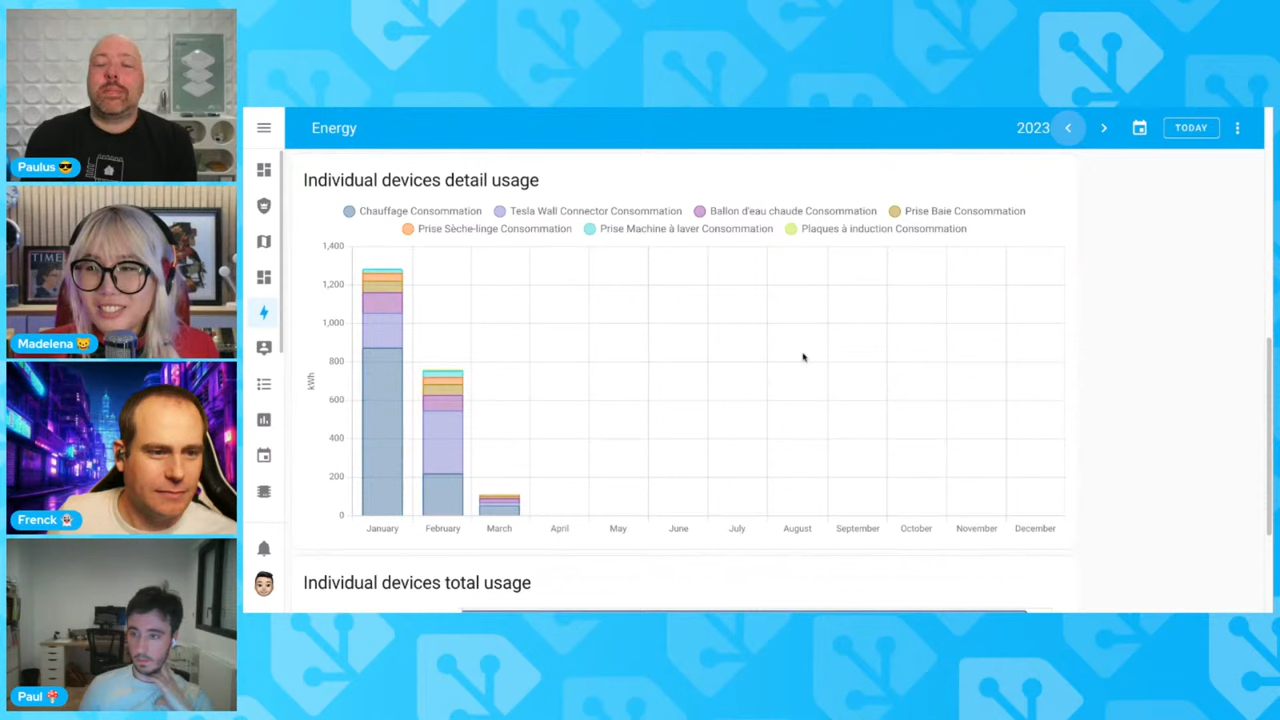 Paulus 😎
TIME
Madelena 😺
Frenck 👻
Paul 🍄
Energy
2023
TODAY
Individual devices detail usage
Chauffage Consommation
Tesla Wall Connector Consommation
Ballon d'eau chaude Consommation
Prise Baie Consommation
Prise Sèche-linge Consommation
Prise Machine à laver Consommation
Plaques à induction Consommation
kWh
1,400
1,200
1,000
800
600
400
200
0
January February March April May June July August September October November December
Individual devices total usage